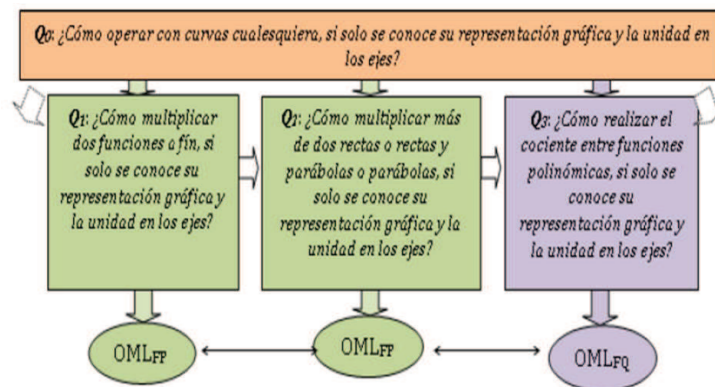 Q0: ¿Cómo operar con curvas cualesquiera, si solo se conoce su representación gráfica y la unidad en
los ejes?
Q1: ¿Cómo multiplicar
dos funciones a fín, si
solo se conoce su
representación gráfica y
la unidad en los ejes?
Q2: ¿Cómo multiplicar más
de dos rectas o rectas y
parábolas o parábolas, si
solo se conoce su
representación gráfica y la
unidad en los ejes?
Q3: ¿Cómo realizar el
cociente entre funciones
polinómicas, si solo se
conoce su
representación gráfica y
la unidad en los ejes?
OMLFP
OMLFP
OMLFQ